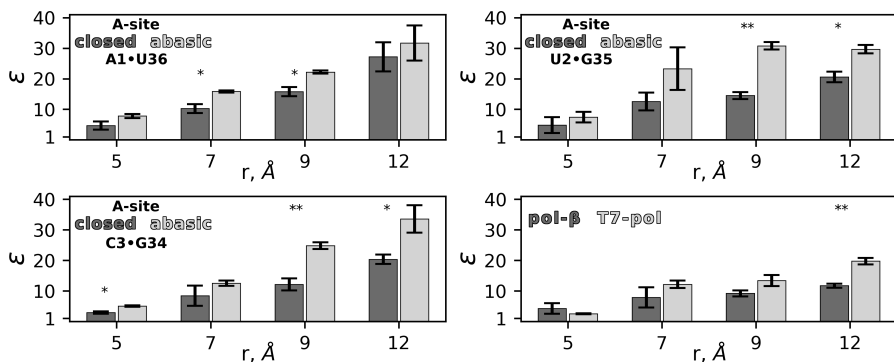 A-site
closed abasic
A1•U36
ε
40
30
20
10
1
*
*
5
7
9
12
r, Å
A-site
closed abasic
U2•G35
ε
40
30
20
10
1
**
*
5
7
9
12
r, Å
A-site
closed abasic
C3•G34
ε
40
30
20
10
1
*
**
*
5
7
9
12
r, Å
pol-β T7-pol
ε
40
30
20
10
1
**
5
7
9
12
r, Å